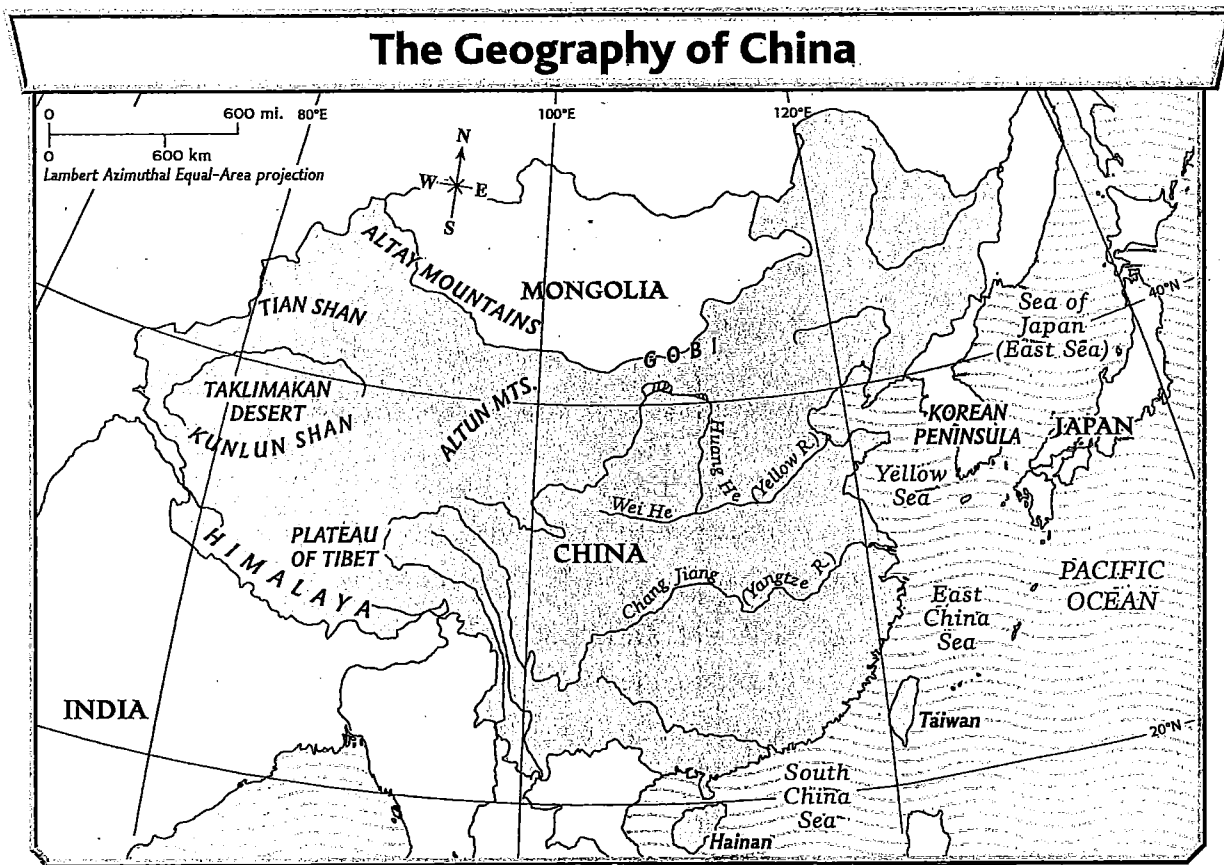 The Geography of China
0 600 mi. 80°E 100°E 120°E
0 600 km
Lambert Azimuthal Equal-Area projection
N
W E
S
ALTAY MOUNTAINS
MONGOLIA
TIAN SHAN
GOBI
Sea of
Japan
(East Sea)
40°N
TAKLIMAKAN
DESERT
KUNLUN SHAN
ALTUN MTS.
KOREAN
PENINSULA
JAPAN
Huang He
(Yellow R.)
Yellow
Sea
Wei He
PLATEAU
OF TIBET
CHINA
HIMALAYA
Chang Jiang
(Yangtze R.)
PACIFIC
OCEAN
East
China
Sea
INDIA
Taiwan
20°N
South
China
Sea
Hainan